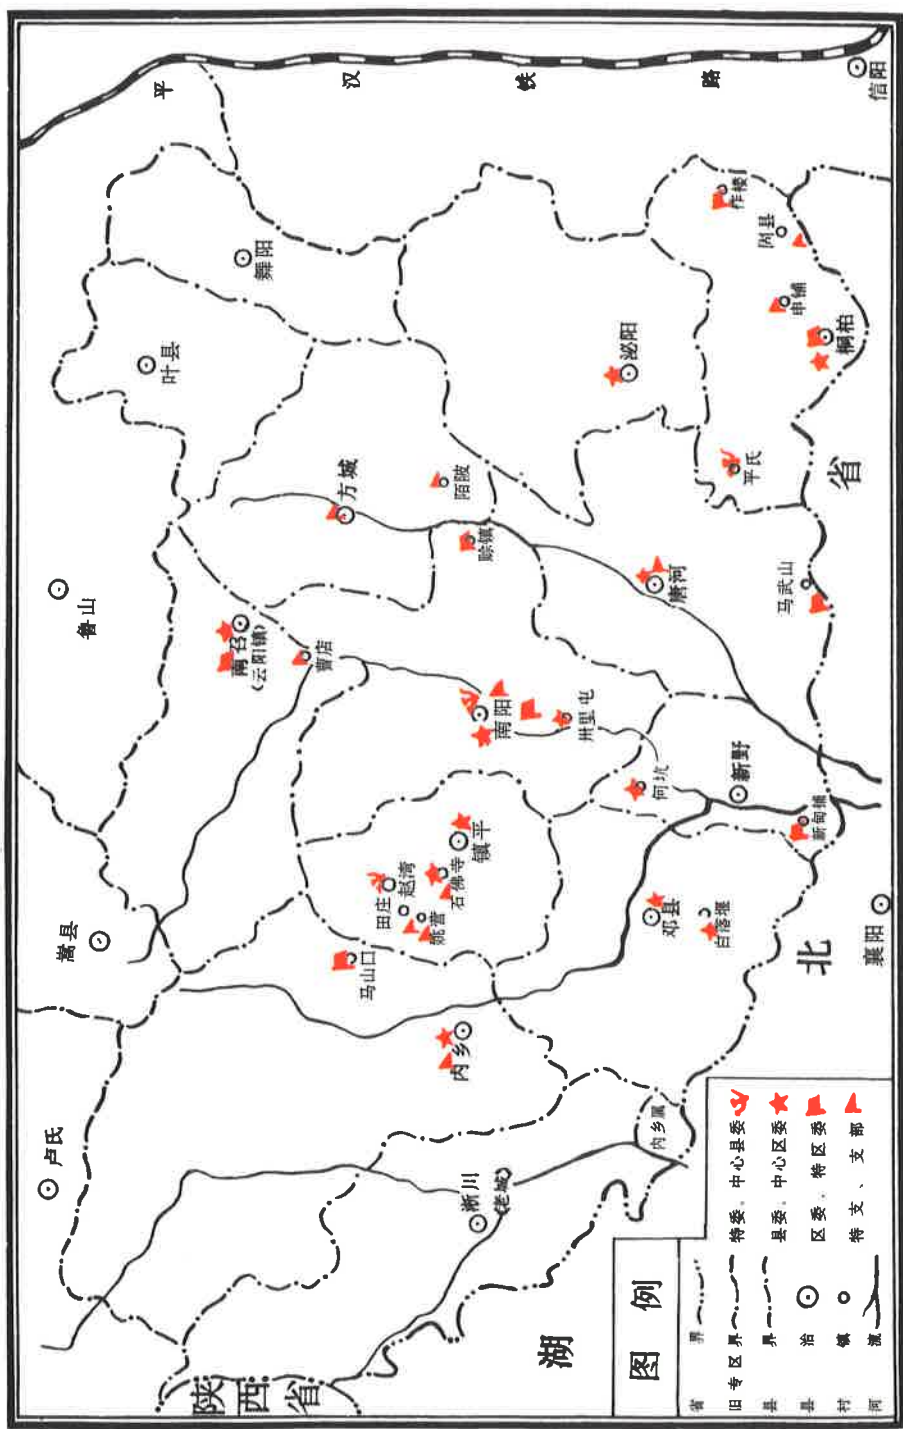 平汉铁路
信阳
舞阳
叶县
鲁山
嵩县
卢氏
方城
南召
(云阳镇)
曹店
陌陂
赊镇
泌阳
平氏
固县
申铺
桐柏
唐河
马武山
南阳
卅里屯
何坑
新野
新甸铺
镇平
赵湾
石佛寺
田庄
姚营
马山口
内乡
邓县
白落堰
襄阳
淅川
(老城)
内乡属
陕西省
湖北省
图例
省界
旧专区界
县界
县治
村镇
河流
特委、中心县委
县委、中心区委
区委、特区委
特支、支部